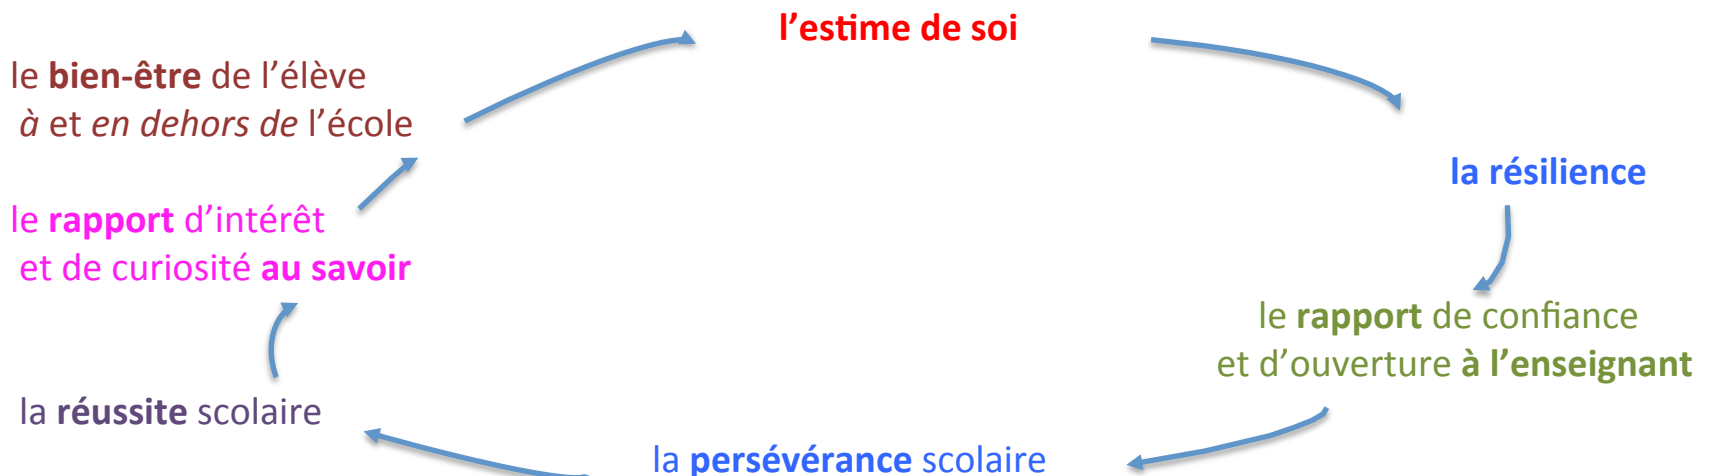 l’estime de soi
le bien-être de l’élève
à et en dehors de l’école
la résilience
le rapport d’intérêt
et de curiosité au savoir
le rapport de confiance
et d’ouverture à l’enseignant
la réussite scolaire
la persévérance scolaire